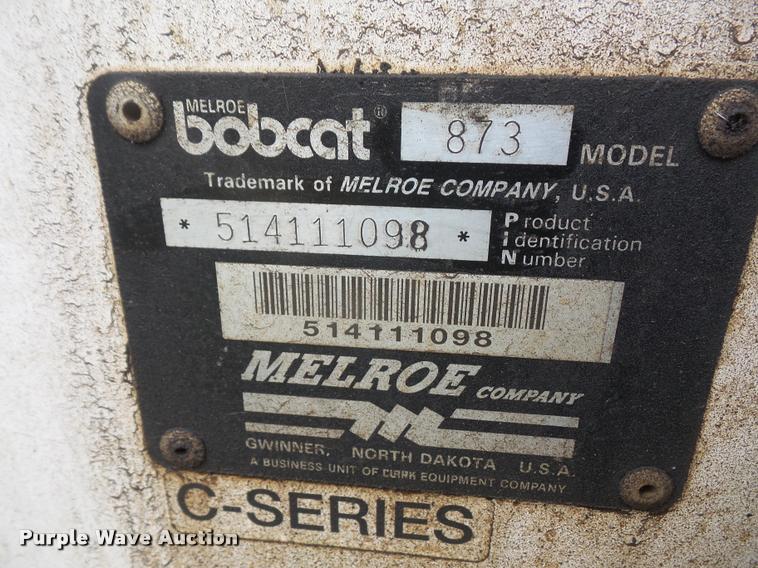 MELROE
bobcat ® 873 MODEL
Trademark of MELROE COMPANY, U.S.A.
* 514111098 * Product
identification
Number
514111098
MELROE COMPANY
GWINNER, NORTH DAKOTA U.S.A.
A BUSINESS UNIT OF CLARK EQUIPMENT COMPANY
C-SERIES
Purple Wave Auction